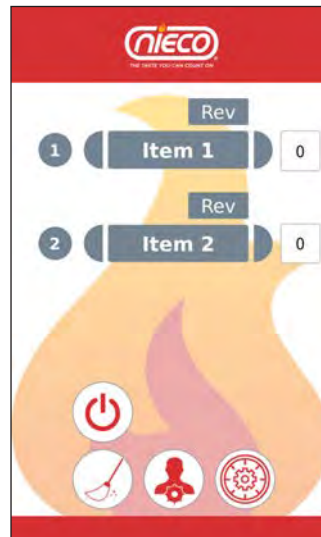 nieco
THE TASTE YOU CAN COUNT ON
Rev
1 Item 1 0
Rev
2 Item 2 0